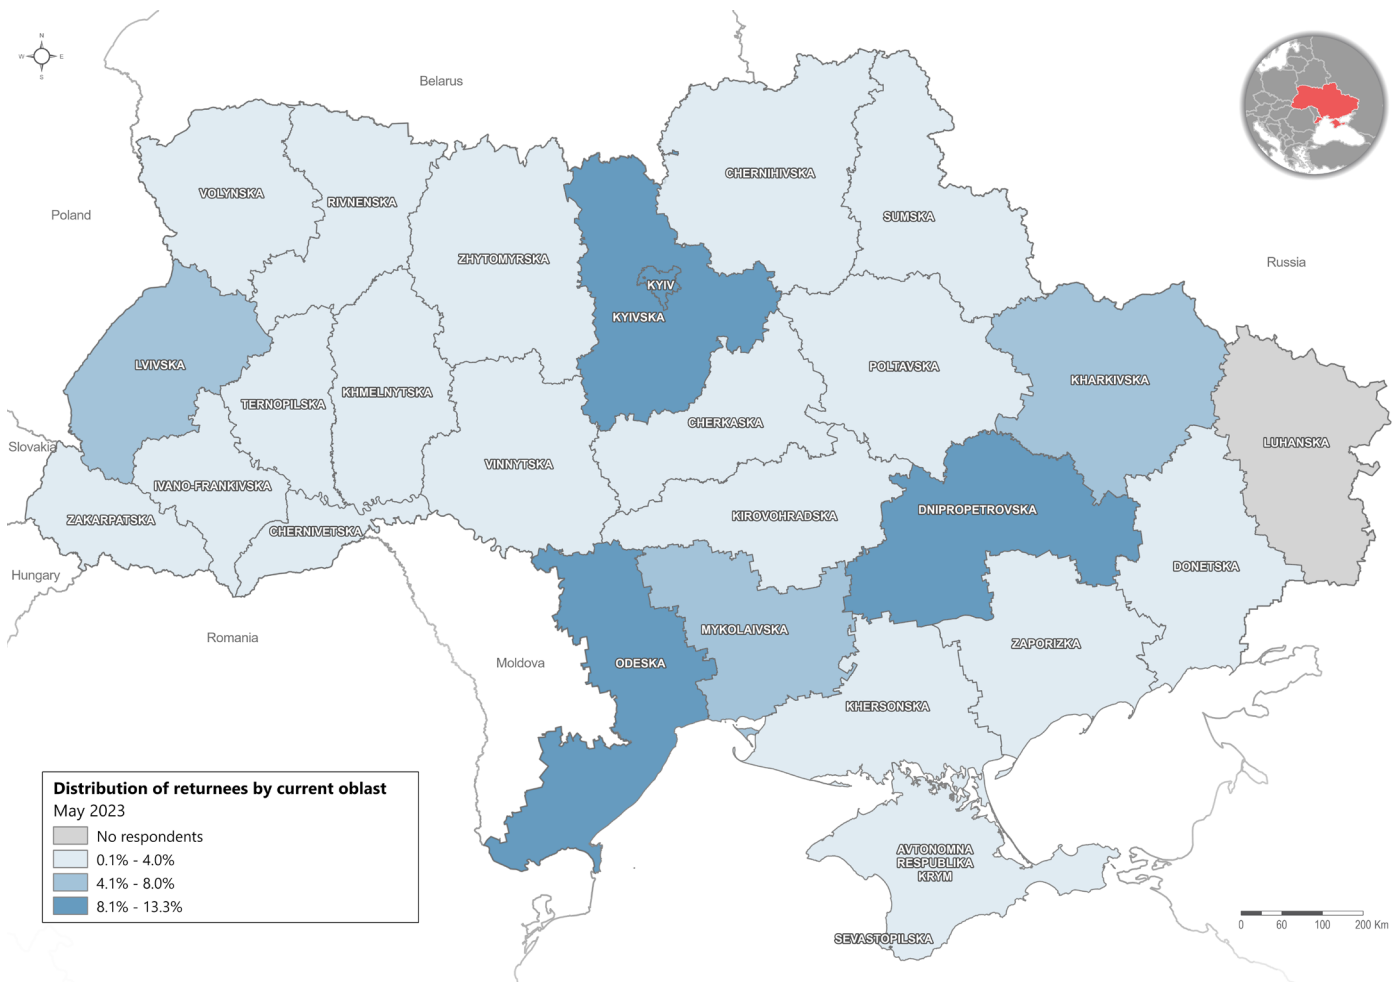 N
W
E
S
Belarus
CHERNIHIVSKA
VOLYNSKA
RIVNENSKA
Poland
SUMSKA
ZHYTOMYRSKA
Russia
KYIV
KYIVSKA
LVIVSKA
POLTAVSKA
KHARKIVSKA
KHMELNYTSKA
TERNOPILSKA
CHERKASKA
LUHANSKA
Slovakia
VINNYTSKA
IVANO-FRANKIVSKA
DNIPROPETROVSKA
KIROVOHRADSKA
ZAKARPATSKA
CHERNIVETSKA
DONETSKA
Hungary
MYKOLAIVSKA
Romania
ZAPORIZKA
Moldova
ODESKA
KHERSONSKA
Distribution of returnees by current oblast
May 2023
No respondents
0.1% - 4.0%
4.1% - 8.0%
8.1% - 13.3%
AVTONOMNA
RESPUBLIKA
KRYM
SEVASTOPILSKA
0 60 100 200 Km